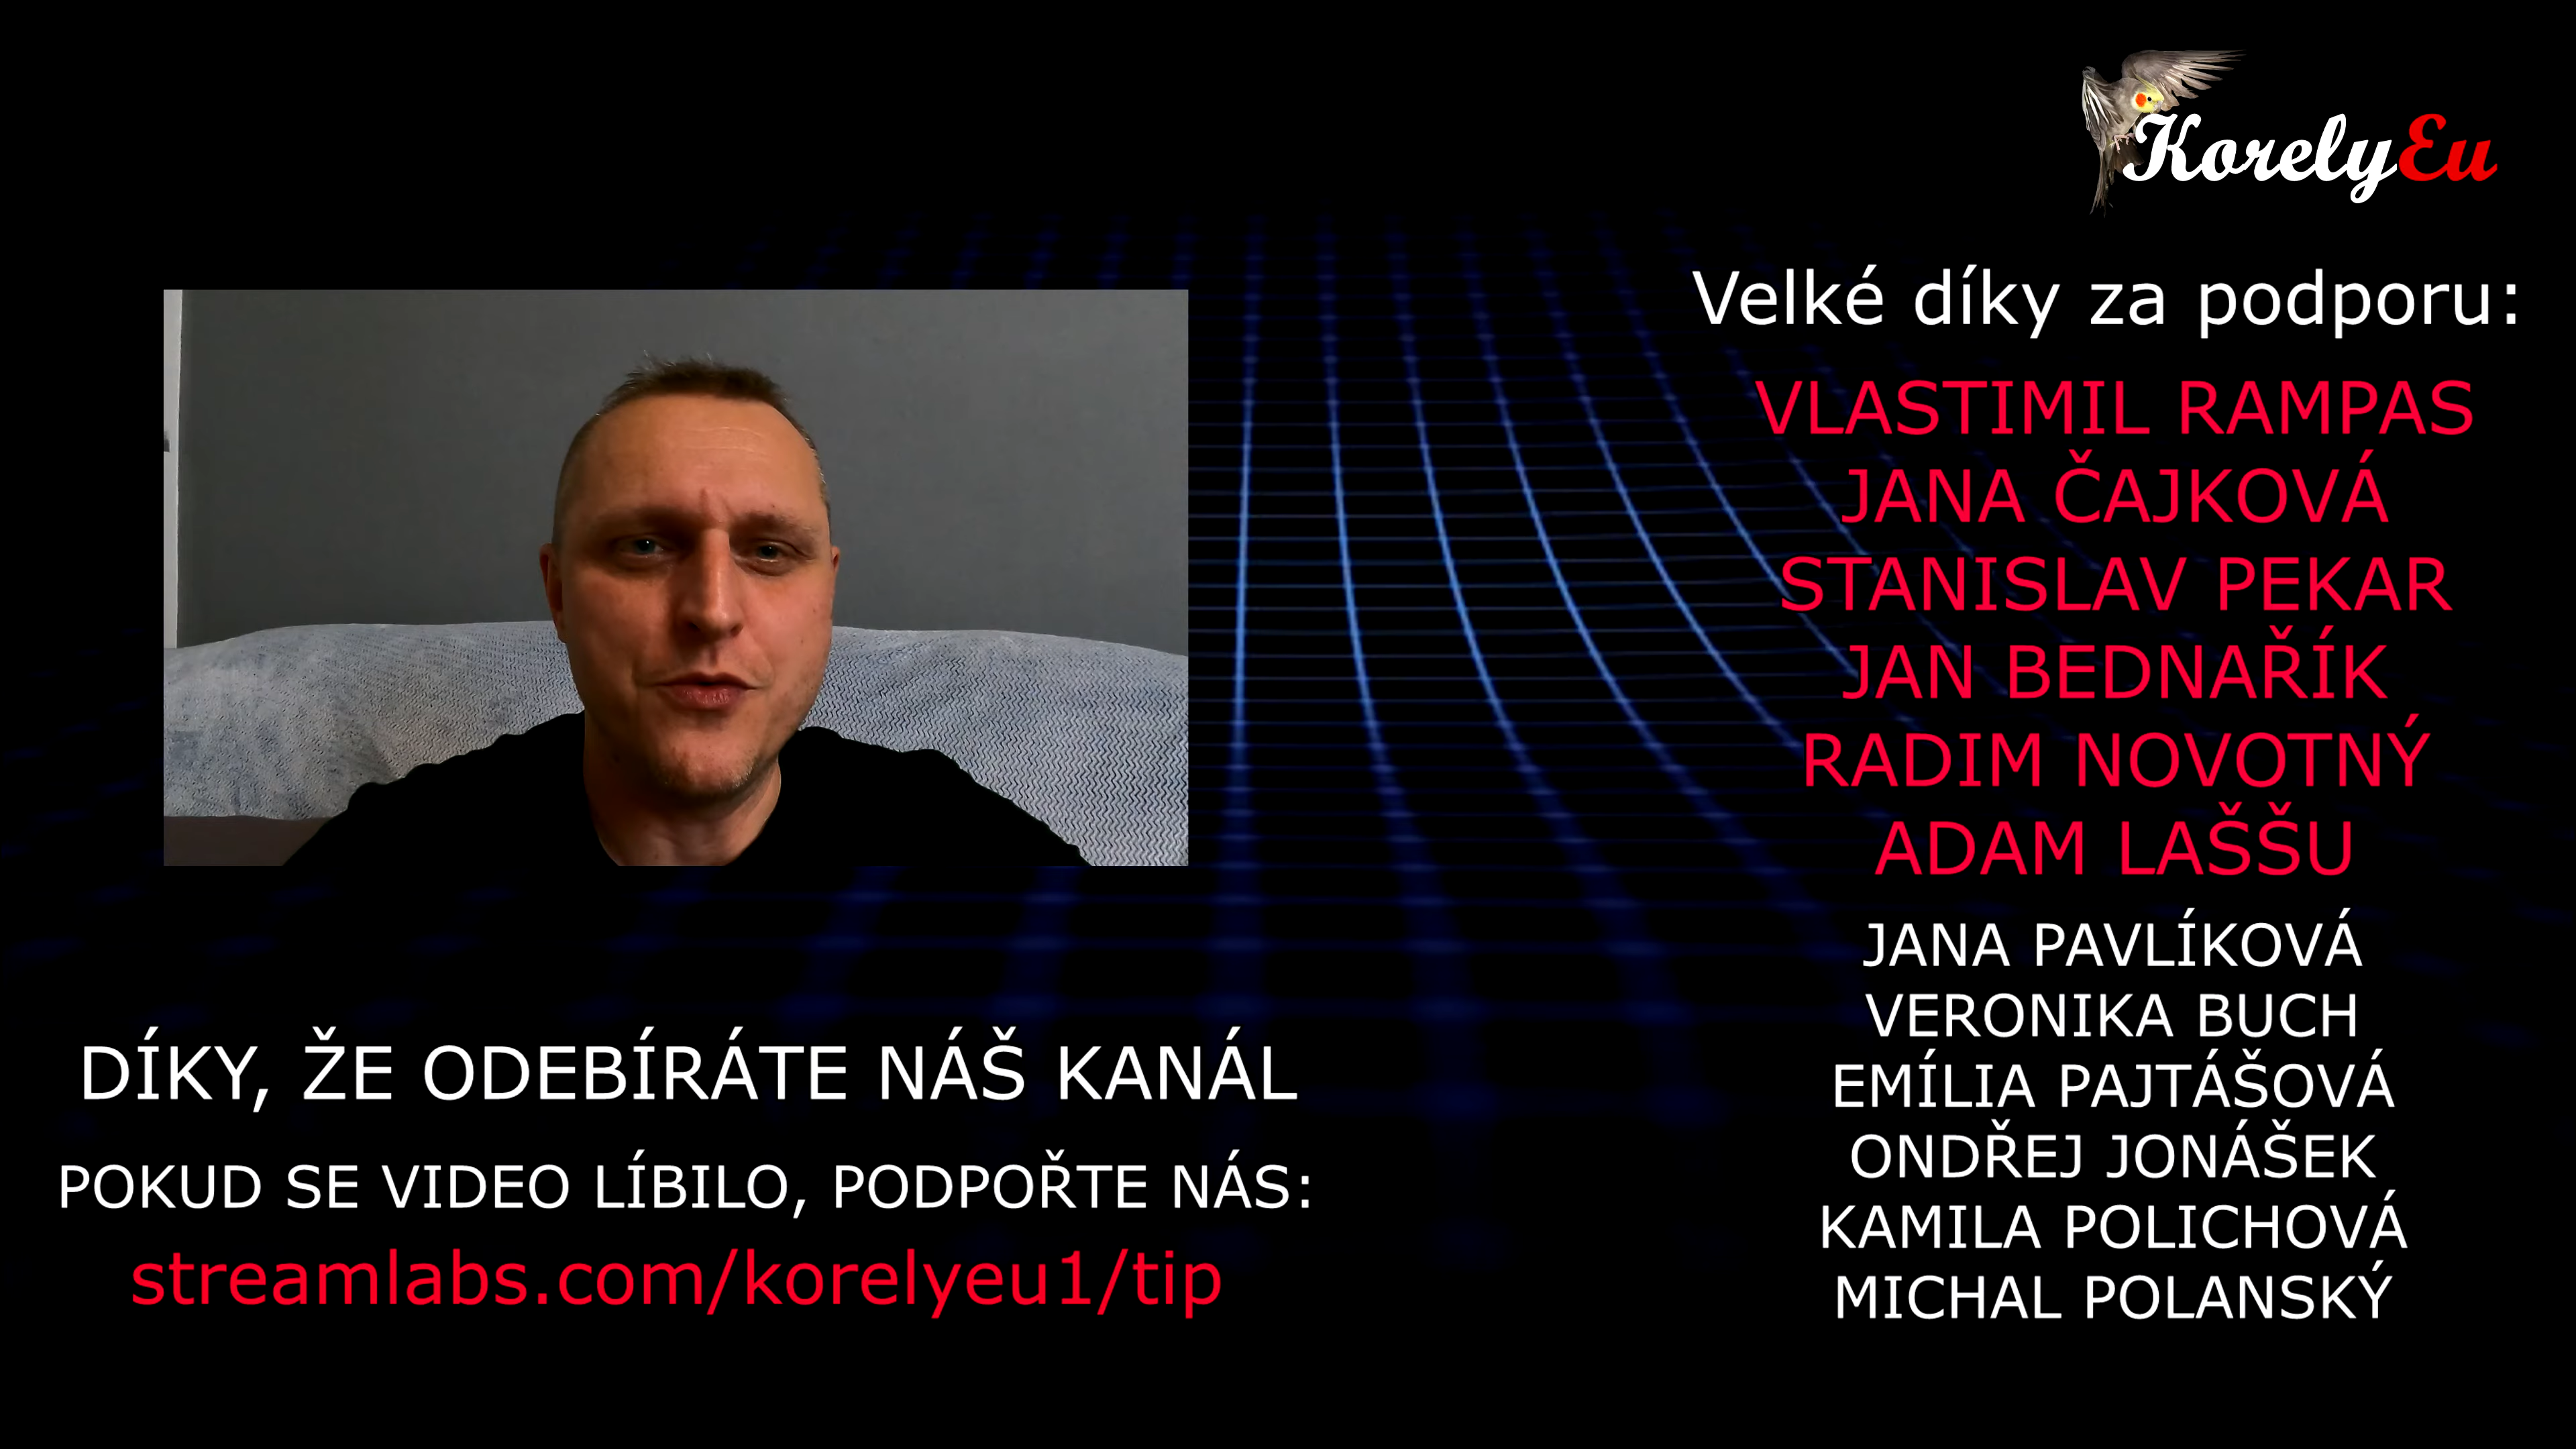 KorelyEu
Velké díky za podporu:
VLASTIMIL RAMPAS
JANA ČAJKOVÁ
STANISLAV PEKAR
JAN BEDNAŘÍK
RADIM NOVOTNÝ
ADAM LAŠŠU
JANA PAVLÍKOVÁ
VERONIKA BUCH
EMÍLIA PAJTÁŠOVÁ
ONDŘEJ JONÁŠEK
KAMILA POLICHOVÁ
MICHAL POLANSKÝ
DÍKY, ŽE ODEBÍRÁTE NÁŠ KANÁL
POKUD SE VIDEO LÍBILO, PODPOŘTE NÁS:
streamlabs.com/korelyeu1/tip